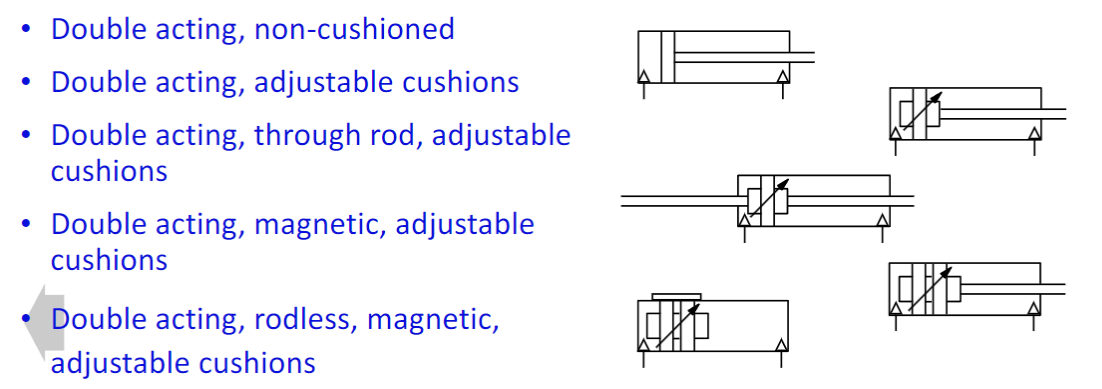 • Double acting, non-cushioned
• Double acting, adjustable cushions
• Double acting, through rod, adjustable
cushions
• Double acting, magnetic, adjustable
cushions
• Double acting, rodless, magnetic,
adjustable cushions